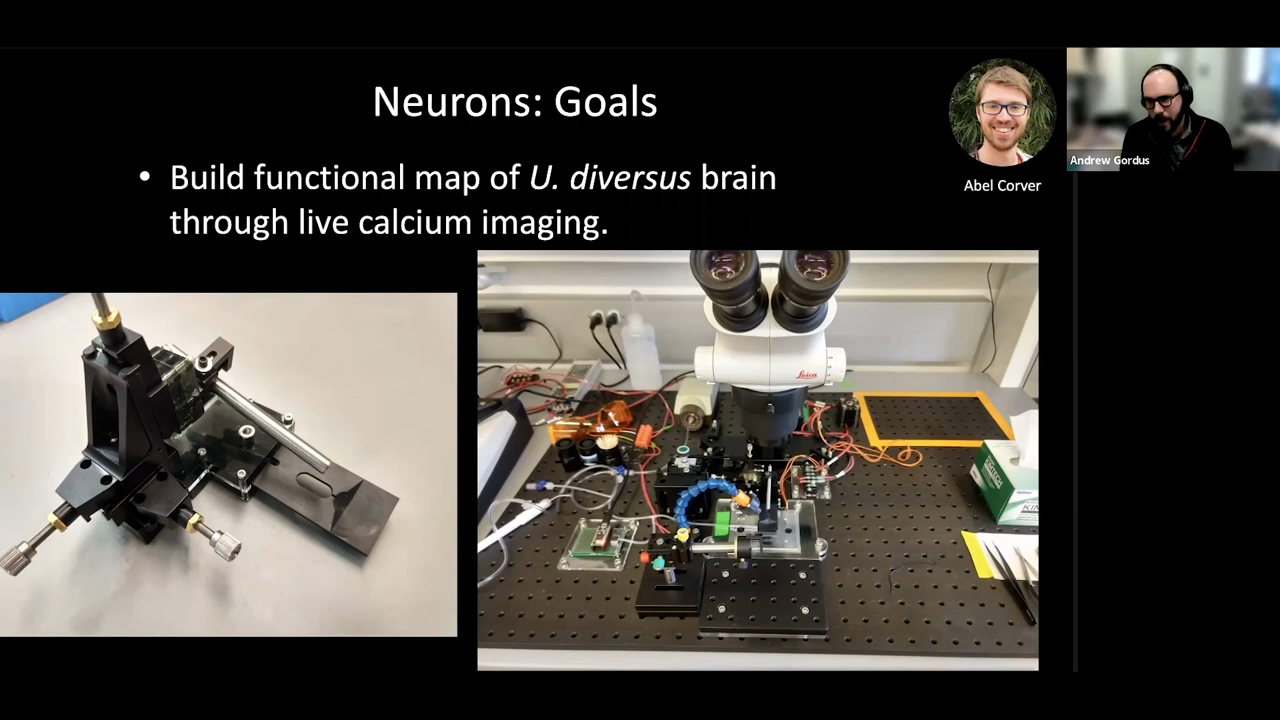 Neurons: Goals
• Build functional map of U. diversus brain
through live calcium imaging.
Abel Corver
Andrew Gordus
Leica